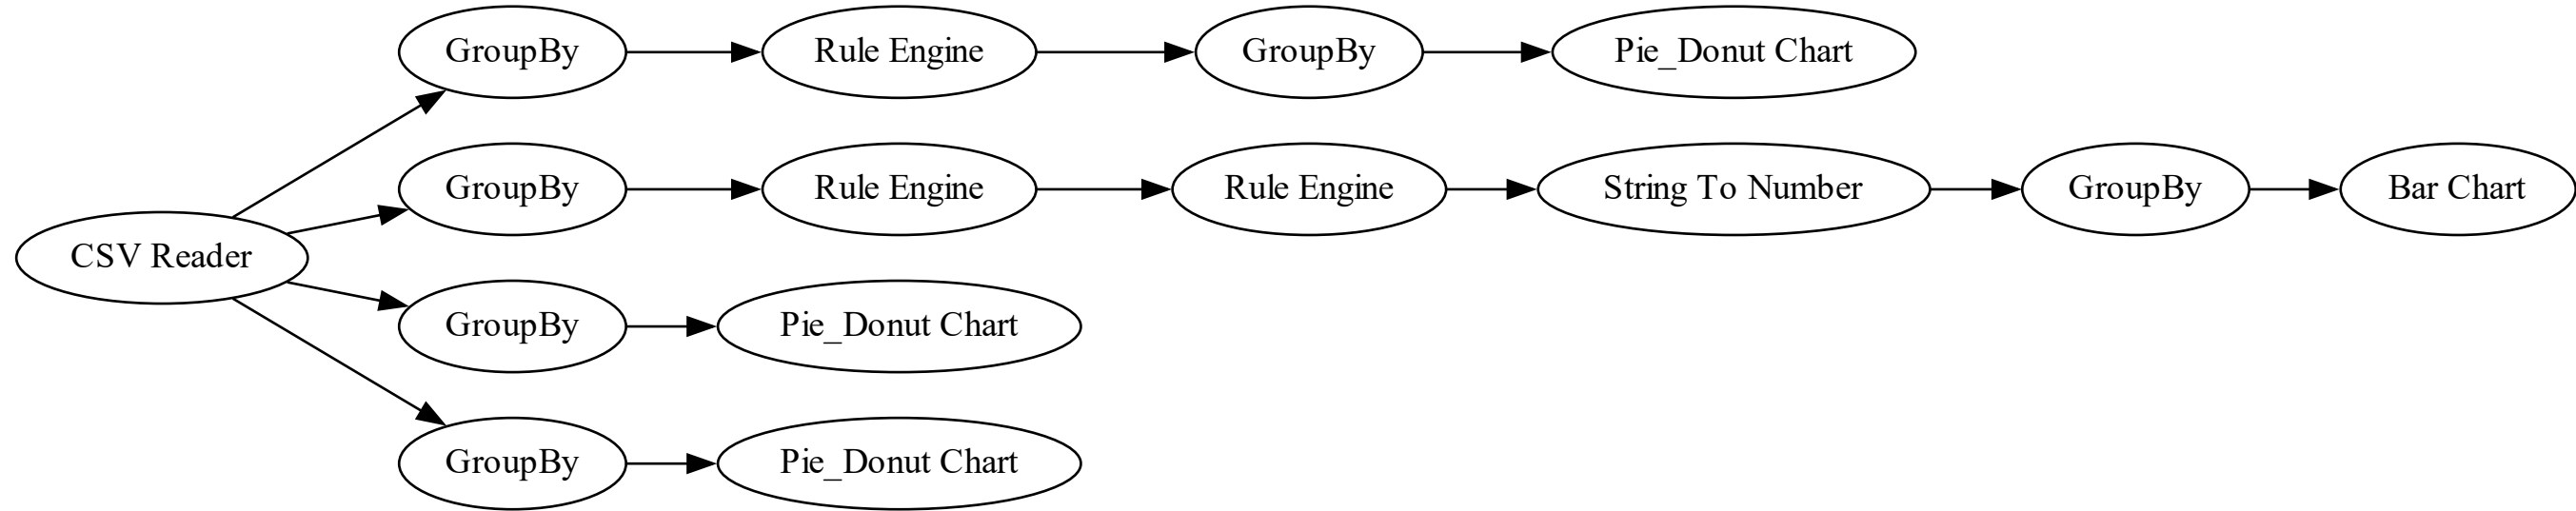 GroupBy
Rule Engine
GroupBy
Pie_Donut Chart
GroupBy
Rule Engine
Rule Engine
String To Number
GroupBy
Bar Chart
CSV Reader
GroupBy
Pie_Donut Chart
GroupBy
Pie_Donut Chart